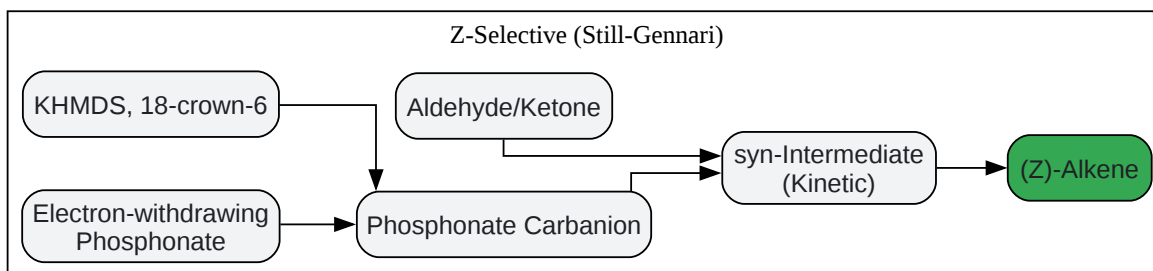 Z-Selective (Still-Gennari)
KHMDS, 18-crown-6
Aldehyde/Ketone
Electron-withdrawing
Phosphonate
Phosphonate Carbanion
syn-Intermediate
(Kinetic)
(Z)-Alkene